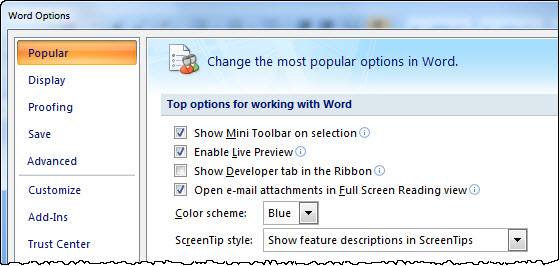 Word Options
Popular
Display
Proofing
Save
Advanced
Customize
Add-Ins
Trust Center
Change the most popular options in Word.
Top options for working with Word
Show Mini Toolbar on selection
Enable Live Preview
Show Developer tab in the Ribbon
Open e-mail attachments in Full Screen Reading view
Color scheme: Blue
ScreenTip style: Show feature descriptions in ScreenTips